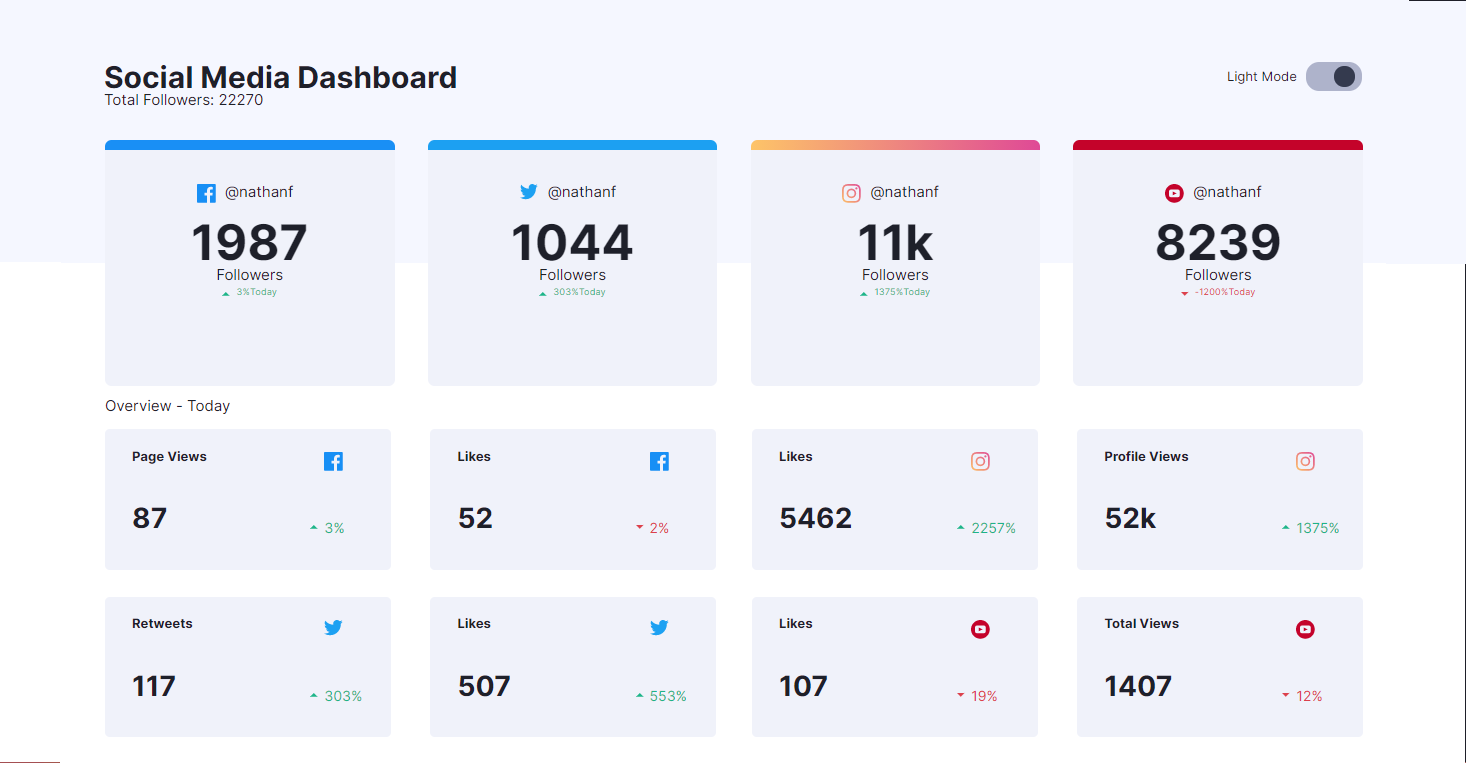 Social Media Dashboard
Total Followers: 22270
Light Mode
@nathanf
1987
Followers
3%Today
@nathanf
1044
Followers
303%Today
@nathanf
11k
Followers
1375%Today
@nathanf
8239
Followers
-1200%Today
Overview - Today
Page Views
87
3%
Likes
52
2%
Likes
5462
2257%
Profile Views
52k
1375%
Retweets
117
303%
Likes
507
553%
Likes
107
19%
Total Views
1407
12%